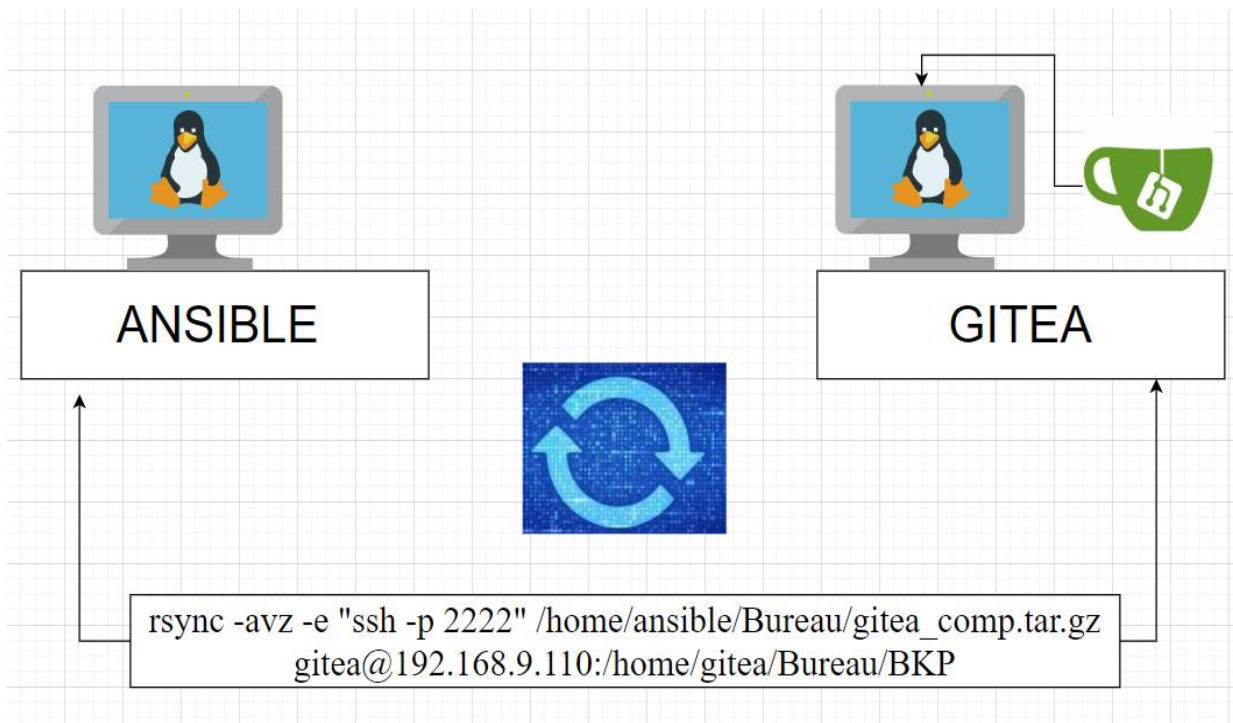 ANSIBLE
GITEA
rsync -avz -e "ssh -p 2222" /home/ansible/Bureau/gitea_comp.tar.gz
gitea@192.168.9.110:/home/gitea/Bureau/BKP